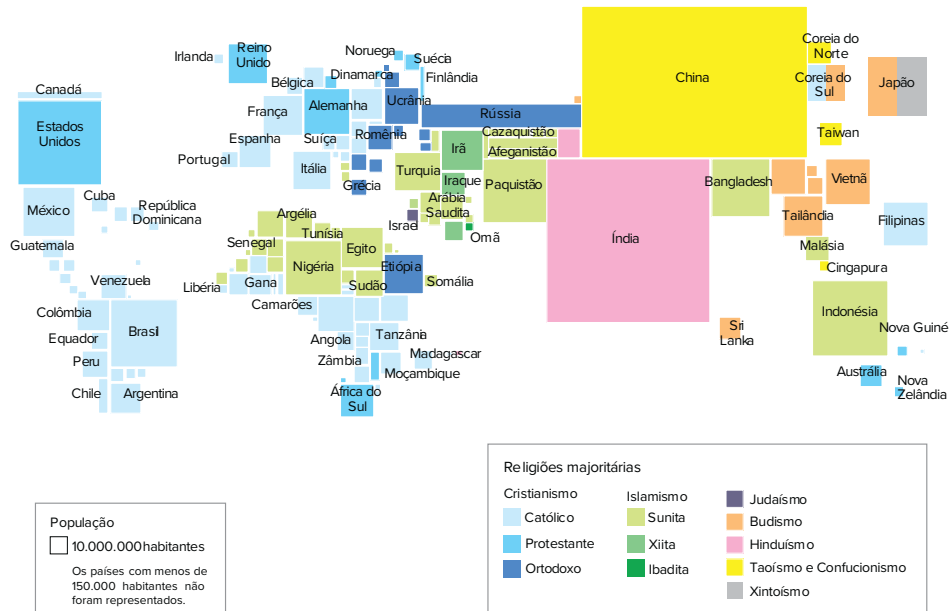 Canadá
Estados
Unidos
México
Cuba
República
Dominicana
Guatemala
Venezuela
Colômbia
Equador
Peru
Chile
Brasil
Argentina
Irlanda
Reino
Unido
Noruega
Suécia
Dinamarca
Finlândia
Bélgica
França
Alemanha
Ucrânia
Rússia
Espanha
Suíça
Romênia
Portugal
Itália
Grécia
Turquia
Irã
Iraque
Arábia
Saudita
Israel
Omã
Cazaquistão
Afeganistão
Paquistão
China
Índia
Bangladesh
Coreia do
Norte
Coreia do
Sul
Japão
Taiwan
Vietnã
Tailândia
Filipinas
Malásia
Cingapura
Indonésia
Sri
Lanka
Nova Guiné
Austrália
Nova
Zelândia
Argélia
Tunísia
Senegal
Egito
Nigéria
Etiópia
Libéria
Gana
Sudão
Somália
Camarões
Angola
Tanzânia
Zâmbia
Madagascar
Moçambique
África do
Sul
População
10.000.000 habitantes
Os países com menos de
150.000 habitantes não
foram representados.
Religiões majoritárias
Cristianismo
Católico
Protestante
Ortodoxo
Islamismo
Sunita
Xiita
Ibadita
Judaísmo
Budismo
Hinduísmo
Taoísmo e Confucionismo
Xintoísmo